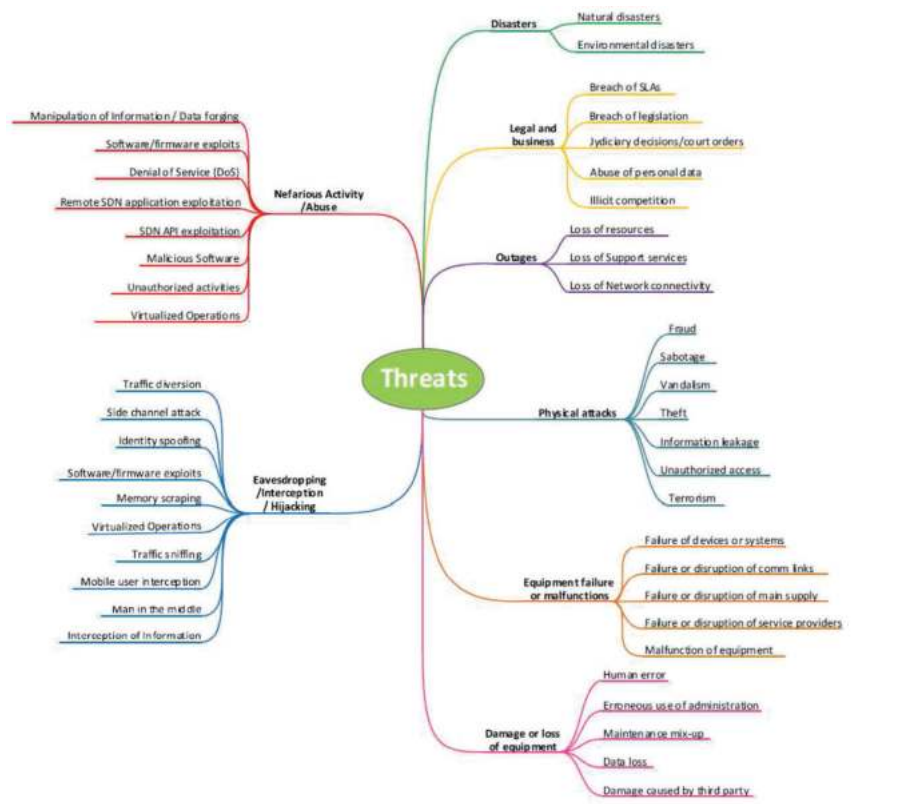 Disasters
Natural disasters
Environmental disasters
Legal and
business
Breach of SLAs
Breach of legislation
Jydiciary decisions/court orders
Abuse of personal data
Illicit competition
Outages
Loss of resources
Loss of Support services
Loss of Network connectivity
Manipulation of Information / Data forging
Software/firmware exploits
Denial of Service (DoS)
Remote SDN application exploitation
SDN API exploitation
Malicious Software
Unauthorized activities
Virtualized Operations
Nefarious Activity
/Abuse
Threats
Physical attacks
Fraud
Sabotage
Vandalism
Theft
Information leakage
Unauthorized access
Terrorism
Traffic diversion
Side channel attack
Identity spoofing
Software/firmware exploits
Memory scraping
Virtualized Operations
Traffic sniffing
Mobile user interception
Man in the middle
Interception of Information
Eavesdropping
/Interception
/ Hijacking
Equipment failure
or malfunctions
Failure of devices or systems
Failure or disruption of comm links
Failure or disruption of main supply
Failure or disruption of service providers
Malfunction of equipment
Damage or loss
of equipment
Human error
Erroneous use of administration
Maintenance mix-up
Data loss
Damage caused by third party